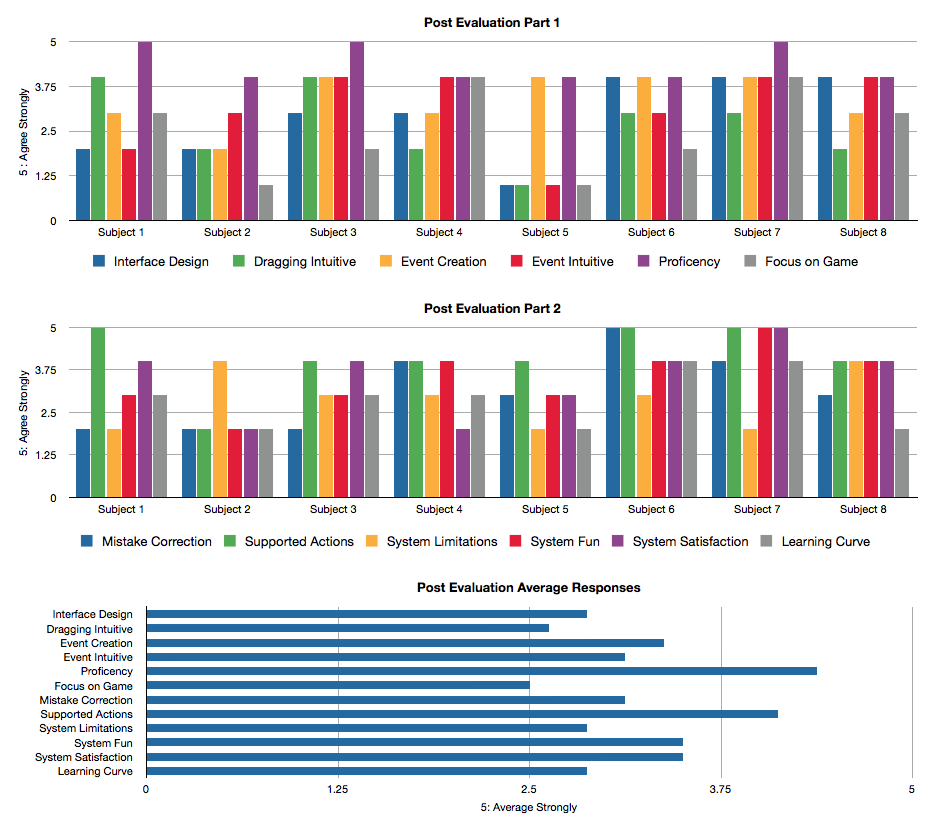 Post Evaluation Part 1
5
3.75
2.5
1.25
0
5 : Agree Strongly
Subject 1 Subject 2 Subject 3 Subject 4 Subject 5 Subject 6 Subject 7 Subject 8
Interface Design Dragging Intuitive Event Creation Event Intuitive Proficency Focus on Game
Post Evaluation Part 2
5
3.75
2.5
1.25
0
5: Agree Strongly
Subject 1 Subject 2 Subject 3 Subject 4 Subject 5 Subject 6 Subject 7 Subject 8
Mistake Correction Supported Actions System Limitations System Fun System Satisfaction Learning Curve
Post Evaluation Average Responses
Interface Design
Dragging Intuitive
Event Creation
Event Intuitive
Proficency
Focus on Game
Mistake Correction
Supported Actions
System Limitations
System Fun
System Satisfaction
Learning Curve
0 1.25 2.5 3.75 5
5: Average Strongly